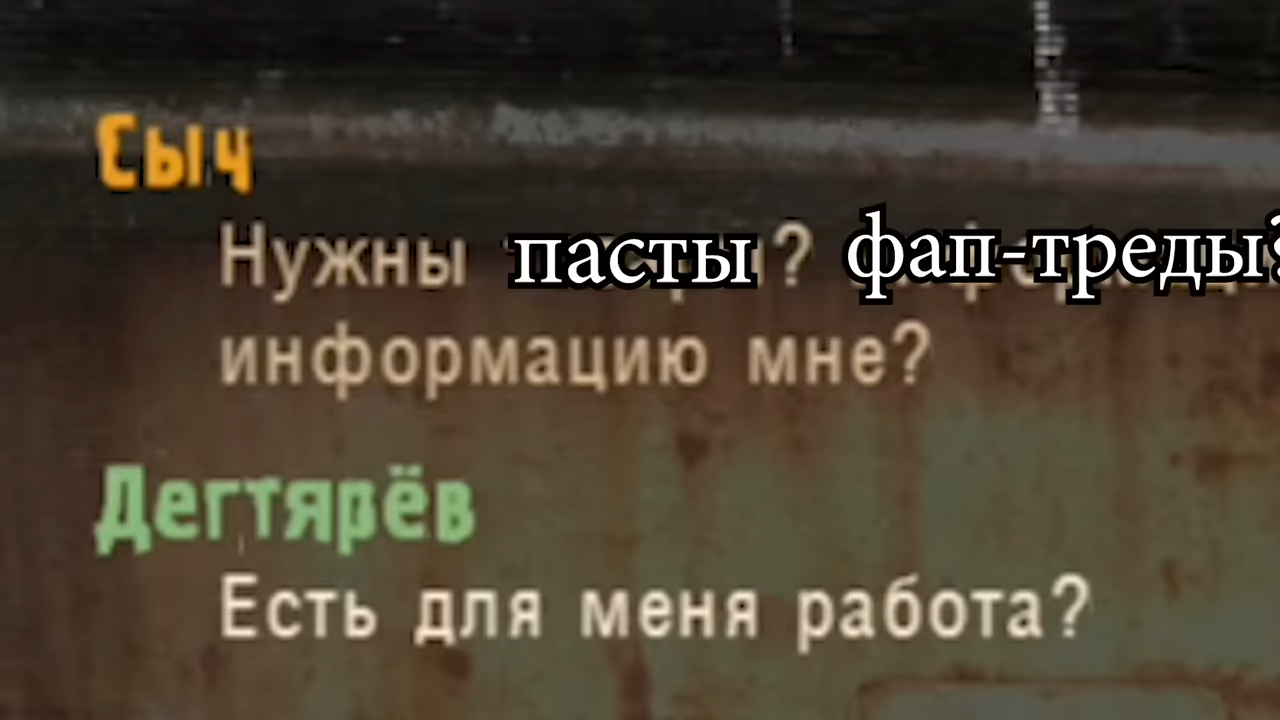 Сыч
Нужны пасты? фап-треды?
информацию мне?
Дегтярёв
Есть для меня работа?